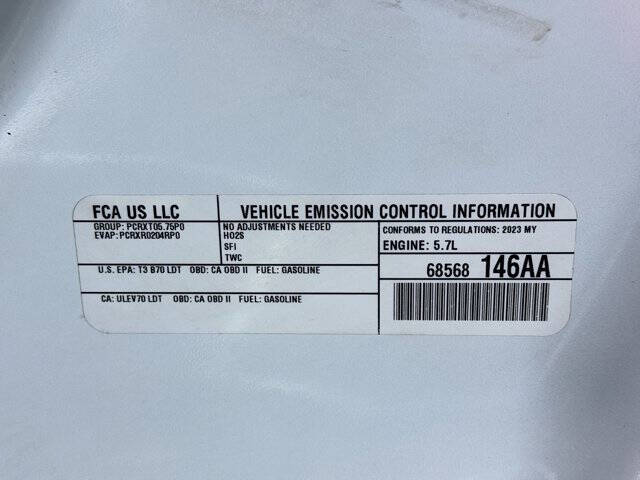 FCA US LLC
VEHICLE EMISSION CONTROL INFORMATION
GROUP: PCRXT05.75P0
EVAP: PCRXR0204RP0
NO ADJUSTMENTS NEEDED
HO2S
SFI
TWC
CONFORMS TO REGULATIONS: 2023 MY
ENGINE: 5.7L
U.S. EPA: T3 B70 LDT OBD: CA OBD II FUEL: GASOLINE
68568 146AA
CA: ULEV70 LDT OBD: CA OBD II FUEL: GASOLINE